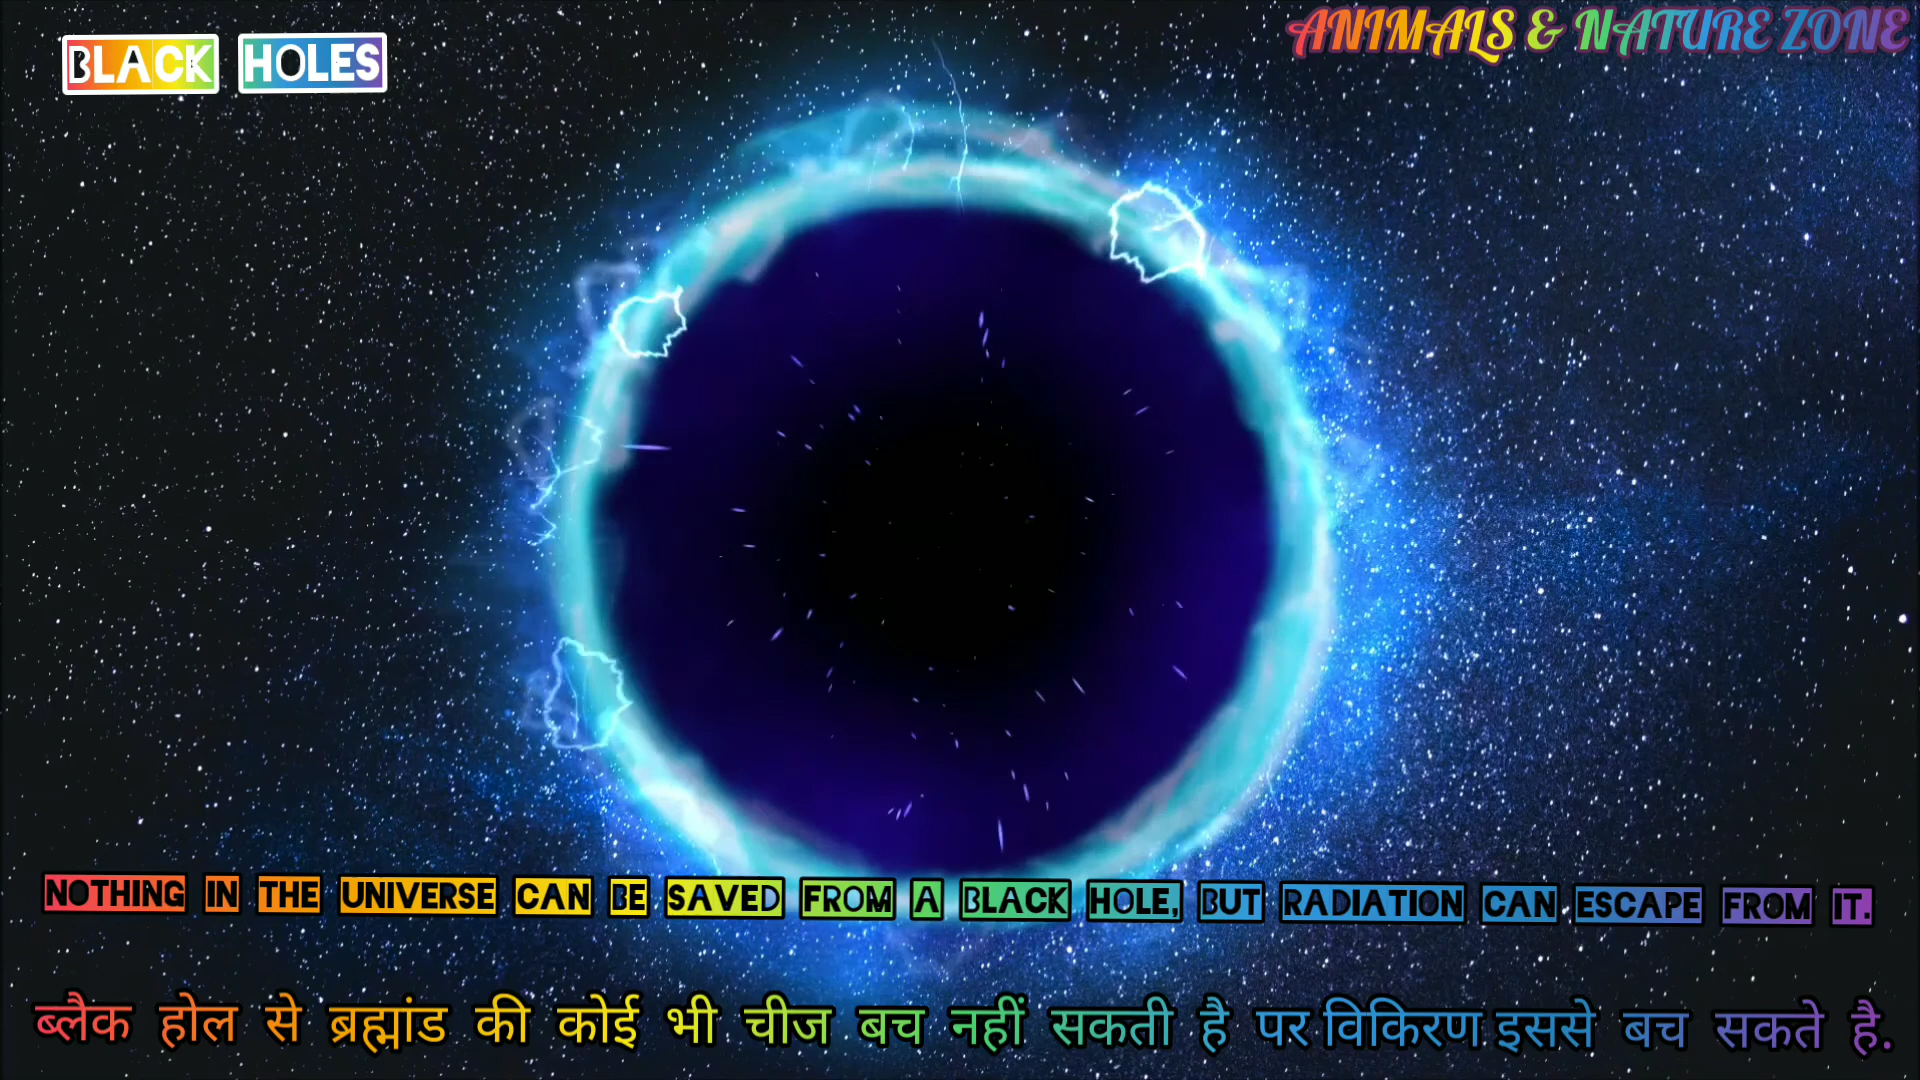 BLACK HOLES
ANIMALS & NATURE ZONE
NOTHING IN THE UNIVERSE CAN BE SAVED FROM A BLACK HOLE, BUT RADIATION CAN ESCAPE FROM IT.
ब्लैक होल से ब्रह्मांड की कोई भी चीज बच नहीं सकती है पर विकिरण इससे बच सकते है.